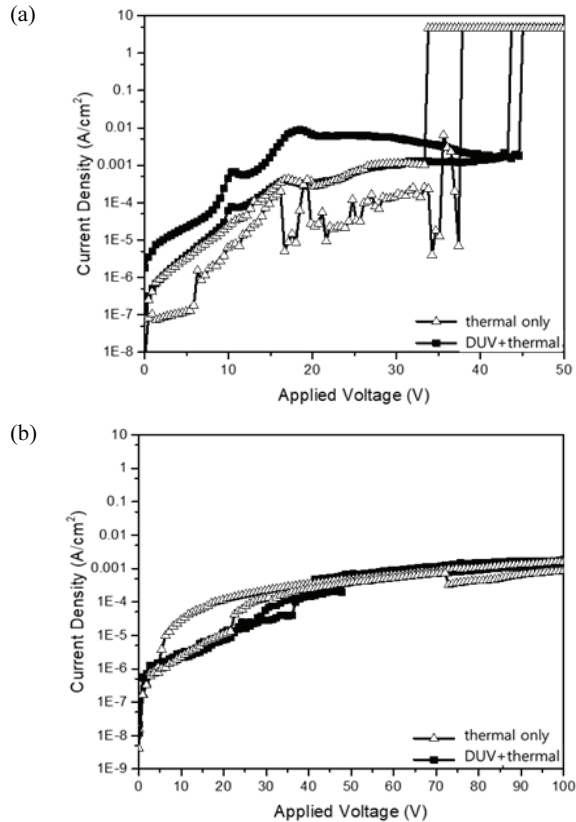 (a)
10
1
0.1
0.01
0.001
1E-4
1E-5
1E-6
1E-7
1E-8
Current Density (A/cm²)
thermal only
DUV+thermal
0 10 20 30 40 50
Applied Voltage (V)
(b)
10
1
0.1
0.01
0.001
1E-4
1E-5
1E-6
1E-7
1E-8
1E-9
Current Density (A/cm²)
thermal only
DUV+thermal
0 10 20 30 40 50 60 70 80 90 100
Applied Voltage (V)